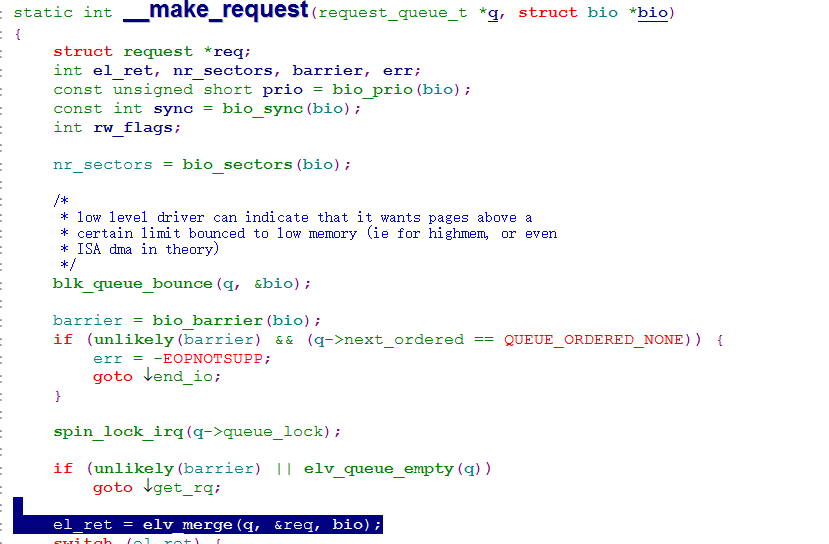 static int __make_request(request_queue_t *q, struct bio *bio)
{
    struct request *req;
    int el_ret, nr_sectors, barrier, err;
    const unsigned short prio = bio_prio(bio);
    const int sync = bio_sync(bio);
    int rw_flags;

    nr_sectors = bio_sectors(bio);

    /*
     * low level driver can indicate that it wants pages above a
     * certain limit bounced to low memory (ie for highmem, or even
     * ISA dma in theory)
     */
    blk_queue_bounce(q, &bio);

    barrier = bio_barrier(bio);
    if (unlikely(barrier) && (q->next_ordered == QUEUE_ORDERED_NONE)) {
        err = -EOPNOTSUPP;
        goto ↓end_io;
    }

    spin_lock_irq(q->queue_lock);

    if (unlikely(barrier) || elv_queue_empty(q))
        goto ↓get_rq;

    el_ret = elv_merge(q, &req, bio);
    switch (el_ret) {